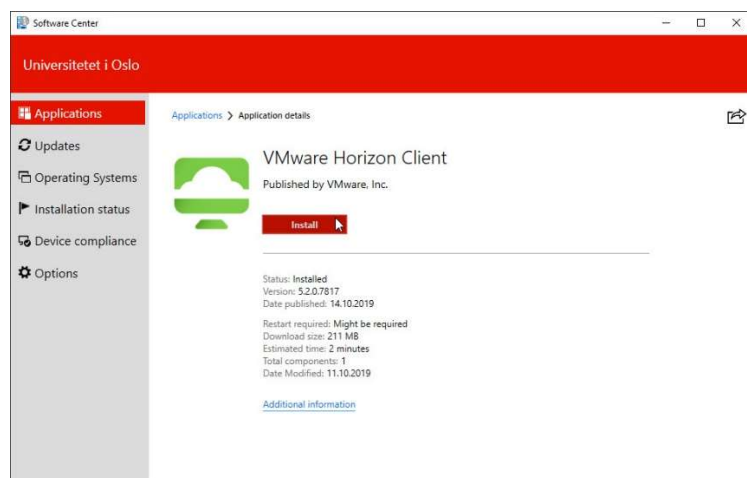 Software Center
Universitetet i Oslo
Applications
Updates
Operating Systems
Installation status
Device compliance
Options
Applications > Application details
VMware Horizon Client
Published by VMware, Inc.
Install
Status: Installed
Version: 5.2.0.7817
Date published: 14.10.2019
Restart required: Might be required
Download size: 211 MB
Estimated time: 2 minutes
Total components: 1
Date Modified: 11.10.2019
Additional information